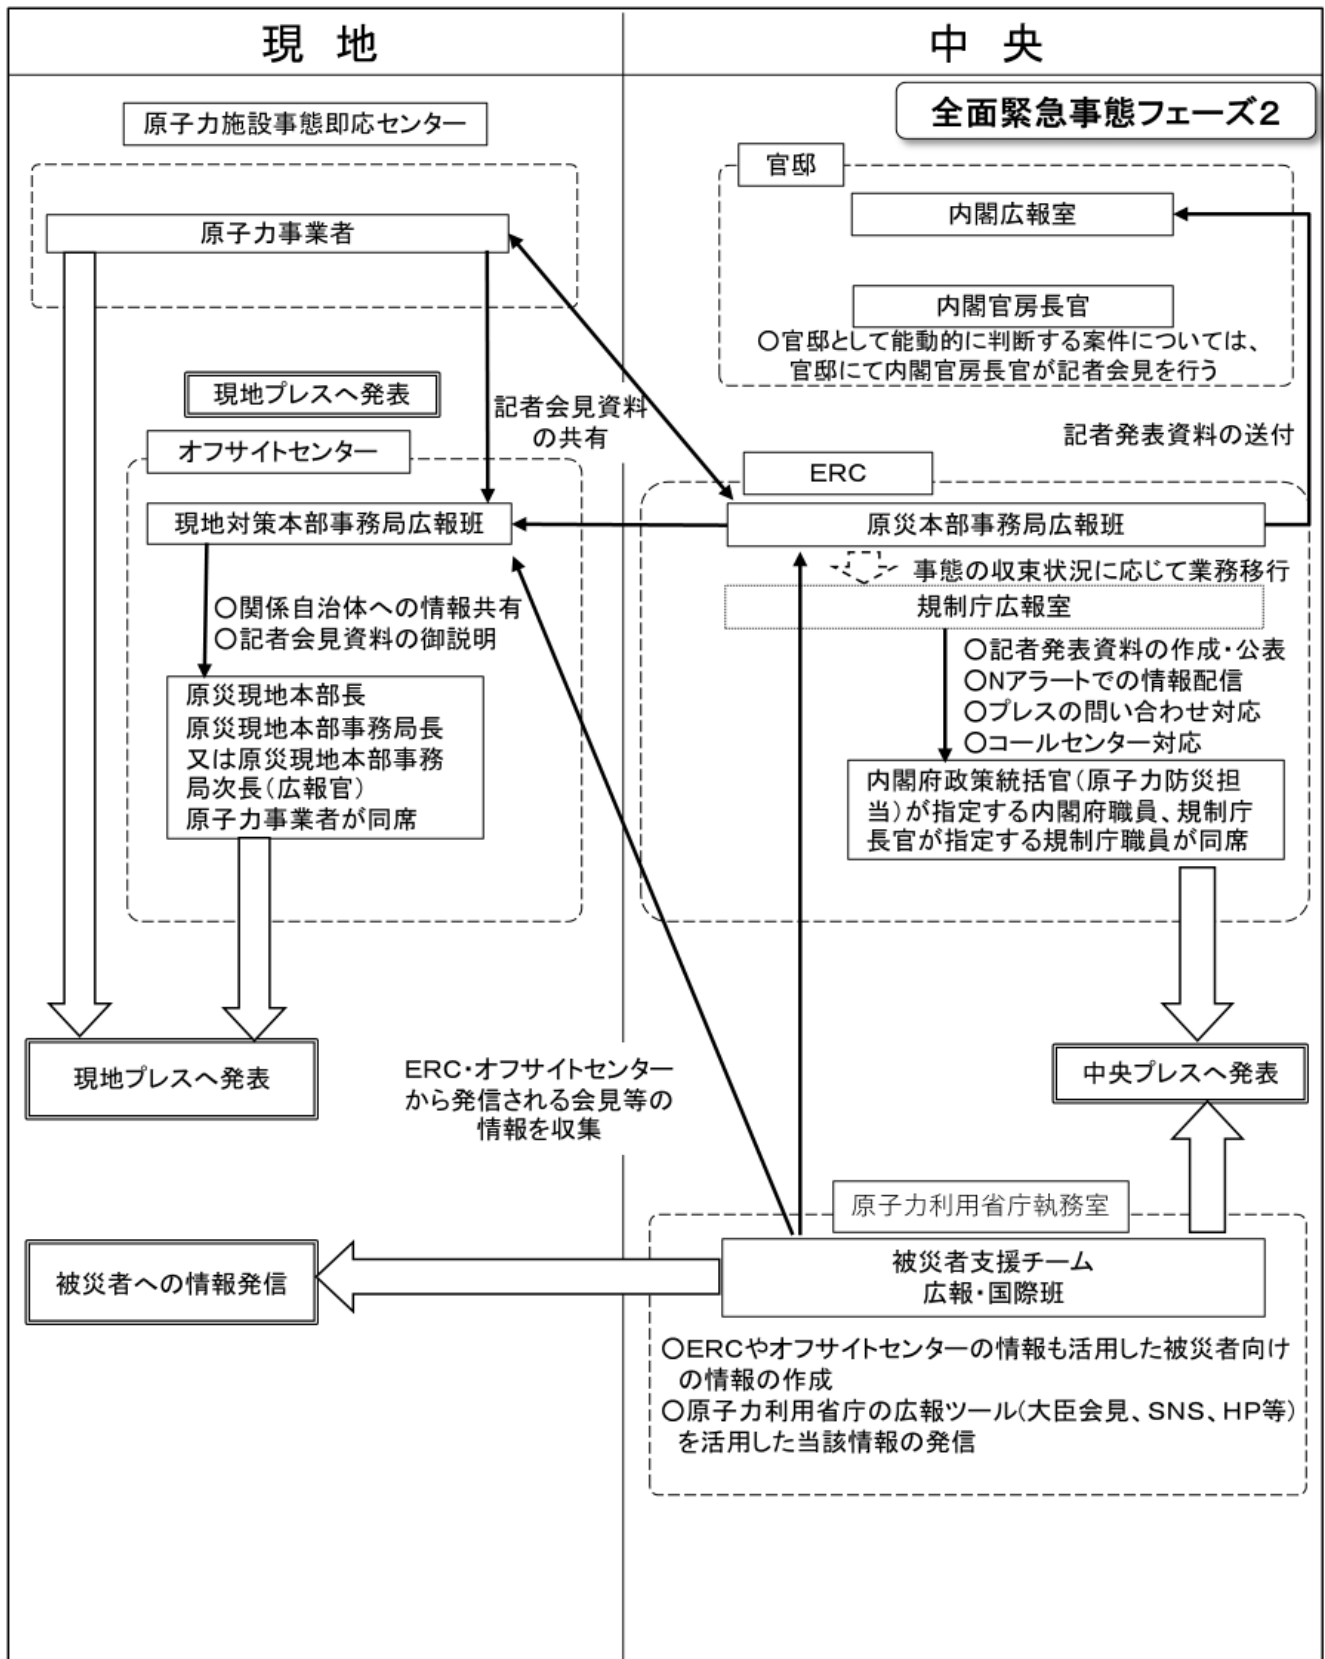 現 地
中 央
全面緊急事態フェーズ2
原子力施設事態即応センター
原子力事業者
現地プレスへ発表
記者会見資料
の共有
オフサイトセンター
現地対策本部事務局広報班
○関係自治体への情報共有
○記者会見資料の御説明
原災現地本部長
原災現地本部事務局長
又は原災現地本部事務
局次長(広報官)
原子力事業者が同席
現地プレスへ発表
官邸
内閣広報室
内閣官房長官
○官邸として能動的に判断する案件については、
官邸にて内閣官房長官が記者会見を行う
記者発表資料の送付
ERC
原災本部事務局広報班
事態の収束状況に応じて業務移行
規制庁広報室
○記者発表資料の作成・公表
○Nアラートでの情報配信
○プレスの問い合わせ対応
○コールセンター対応
内閣府政策統括官(原子力防災担
当)が指定する内閣府職員、規制庁
長官が指定する規制庁職員が同席
中央プレスへ発表
ERC・オフサイトセンター
から発信される会見等の
情報を収集
原子力利用省庁執務室
被災者支援チーム
広報・国際班
被災者への情報発信
○ERCやオフサイトセンターの情報も活用した被災者向け
の情報の作成
○原子力利用省庁の広報ツール(大臣会見、SNS、HP等)
を活用した当該情報の発信